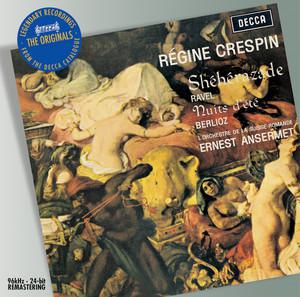 LEGENDARY RECORDINGS
DECCA
THE ORIGINALS
FROM THE DECCA CATALOGUE
DECCA
RÉGINE CRESPIN
Shéhérazade
RAVEL
Nuits d'été
BERLIOZ
L'ORCHESTRE DE LA SUISSE ROMANDE
ERNEST ANSERMET
96kHz · 24-bit
REMASTERING